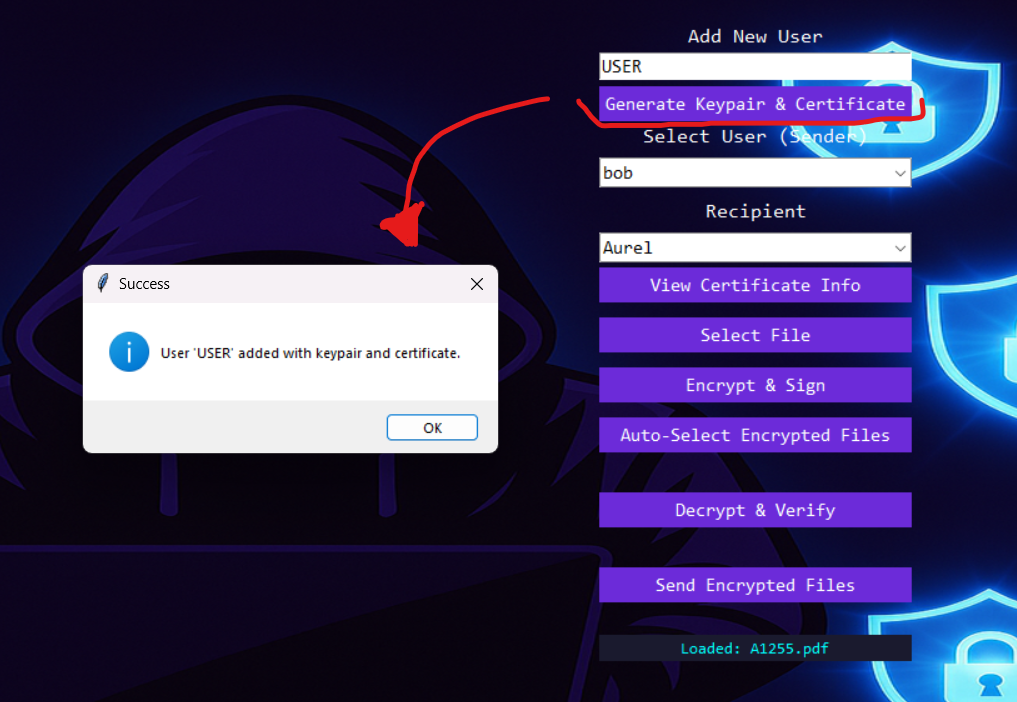 Add New User
USER
Generate Keypair & Certificate
Select User (Sender)
bob
Recipient
Aurel
View Certificate Info
Select File
Encrypt & Sign
Auto-Select Encrypted Files
Decrypt & Verify
Send Encrypted Files
Loaded: A1255.pdf
Success
User 'USER' added with keypair and certificate.
OK